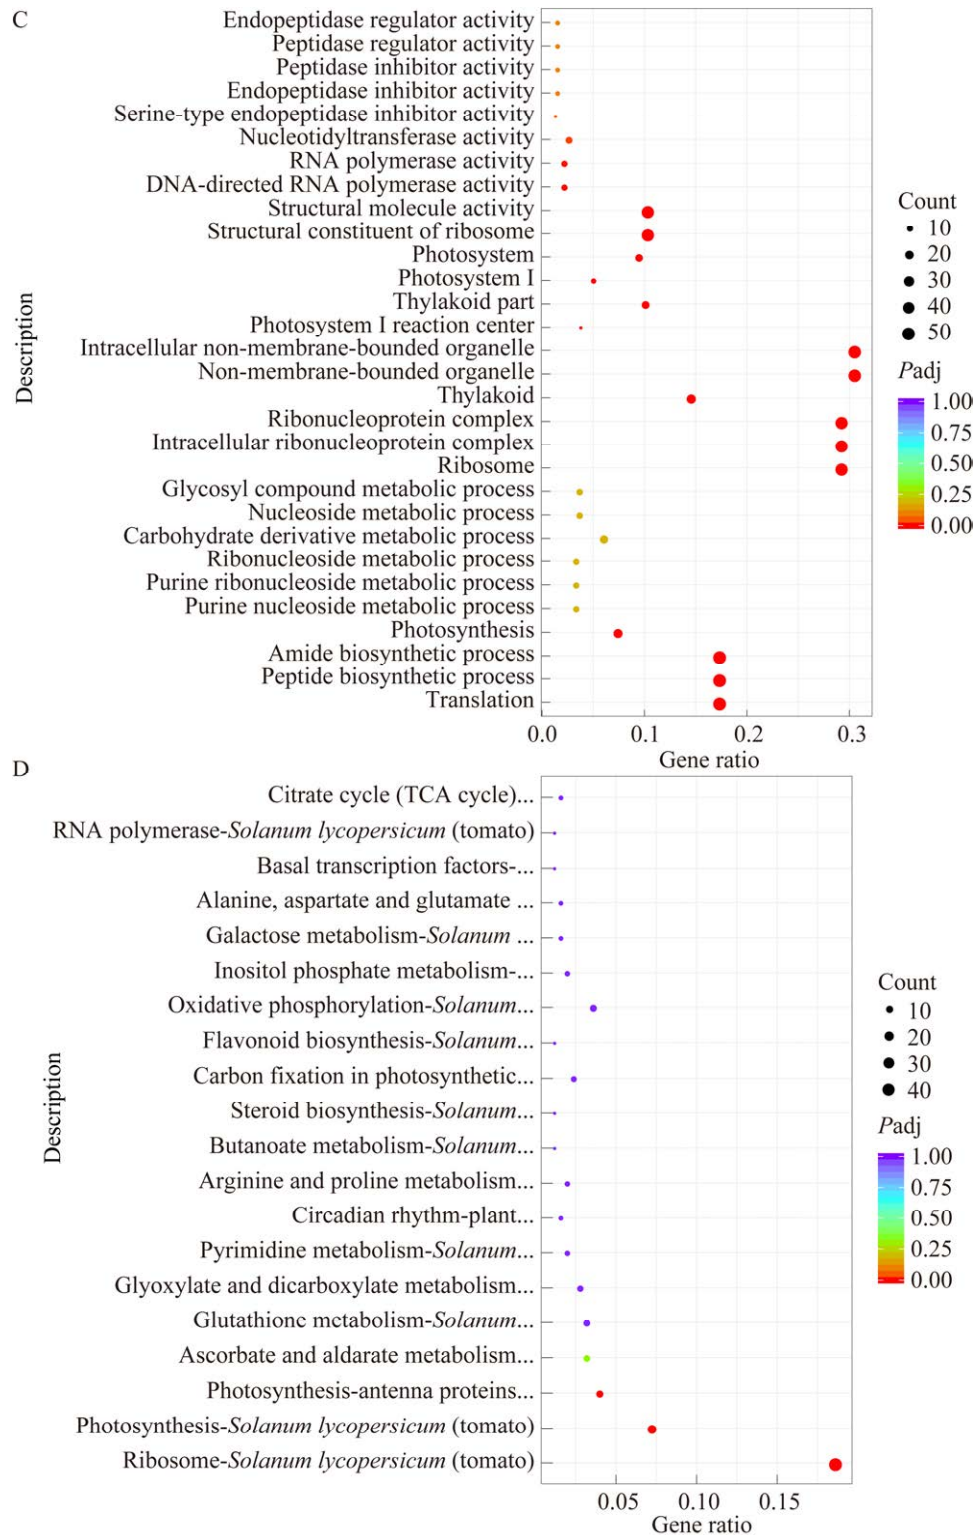 C
Endopeptidase regulator activity
Peptidase regulator activity
Peptidase inhibitor activity
Endopeptidase inhibitor activity
Serine-type endopeptidase inhibitor activity
Nucleotidyltransferase activity
RNA polymerase activity
DNA-directed RNA polymerase activity
Structural molecule activity
Structural constituent of ribosome
Photosystem
Photosystem I
Thylakoid part
Photosystem I reaction center
Intracellular non-membrane-bounded organelle
Non-membrane-bounded organelle
Thylakoid
Ribonucleoprotein complex
Intracellular ribonucleoprotein complex
Ribosome
Glycosyl compound metabolic process
Nucleoside metabolic process
Carbohydrate derivative metabolic process
Ribonucleoside metabolic process
Purine ribonucleoside metabolic process
Purine nucleoside metabolic process
Photosynthesis
Amide biosynthetic process
Peptide biosynthetic process
Translation
Description
0.0 0.1 0.2 0.3
Gene ratio
Count
10
20
30
40
50
Padj
1.00
0.75
0.50
0.25
0.00
D
Citrate cycle (TCA cycle)...
RNA polymerase-Solanum lycopersicum (tomato)
Basal transcription factors-...
Alanine, aspartate and glutamate ...
Galactose metabolism-Solanum ...
Inositol phosphate metabolism-...
Oxidative phosphorylation-Solanum...
Flavonoid biosynthesis-Solanum...
Carbon fixation in photosynthetic...
Steroid biosynthesis-Solanum...
Butanoate metabolism-Solanum...
Arginine and proline metabolism...
Circadian rhythm-plant...
Pyrimidine metabolism-Solanum...
Glyoxylate and dicarboxylate metabolism...
Glutathionc mctabolism-Solanum...
Ascorbate and aldarate metabolism...
Photosynthesis-antenna proteins...
Photosynthesis-Solanum lycopersicum (tomato)
Ribosome-Solanum lycopersicum (tomato)
Description
0.05 0.10 0.15
Gene ratio
Count
10
20
30
40
Padj
1.00
0.75
0.50
0.25
0.00